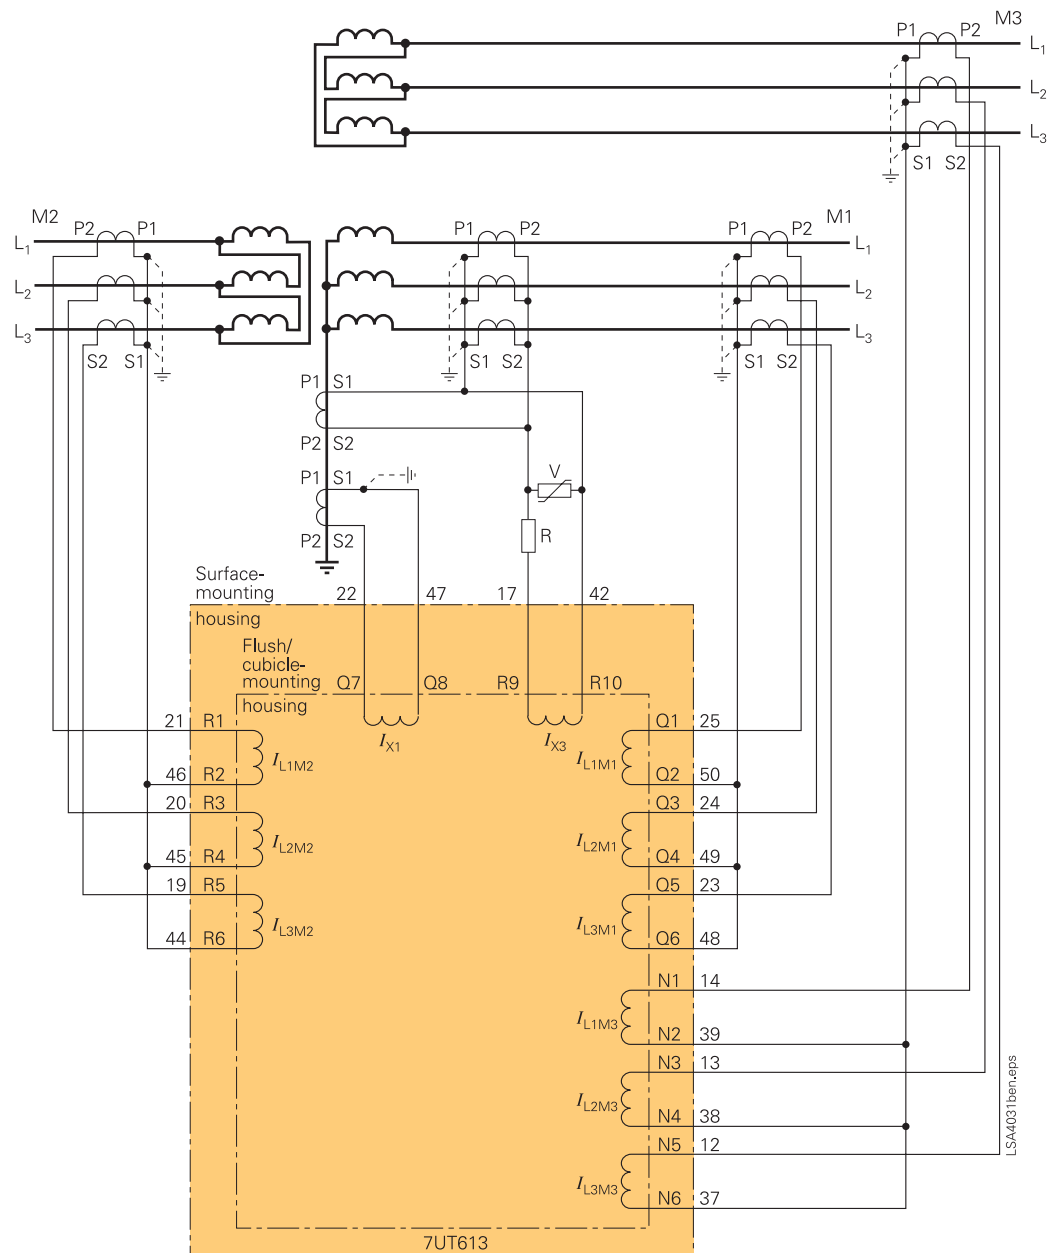 M3
P1 P2
L1
L2
L3
S1 S2
M2
P2 P1
M1
P1 P2
P1 P2
L1
L1
L2
L2
L3
L3
S2 S1
S1 S2
S1 S2
P1 S1
P2 S2
P1 S1
V
P2 S2
R
Surface-
mounting
housing
22 47 17 42
Flush/
cubicle-
mounting
housing
Q7 Q8 R9 R10
IX1
IX3
21 R1
IL1M2
46 R2
20 R3
IL2M2
45 R4
19 R5
IL3M2
44 R6
Q1 25
IL1M1
Q2 50
Q3 24
IL2M1
Q4 49
Q5 23
IL3M1
Q6 48
N1 14
IL1M3
N2 39
N3 13
IL2M3
N4 38
N5 12
IL3M3
N6 37
7UT613
LSA4031ben.eps